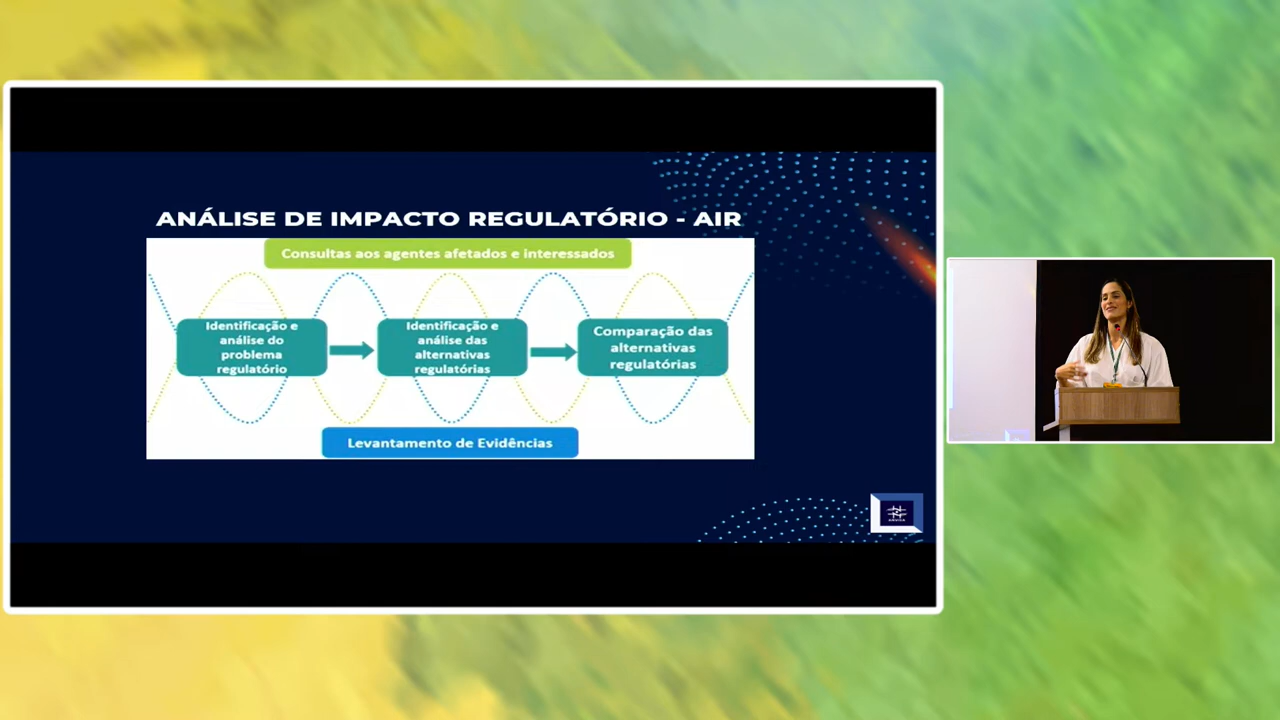 ANÁLISE DE IMPACTO REGULATÓRIO - AIR
Consultas aos agentes afetados e interessados
Identificação e
análise do
problema
regulatório
Identificação e
análise das
alternativas
regulatórias
Comparação das
alternativas
regulatórias
Levantamento de Evidências